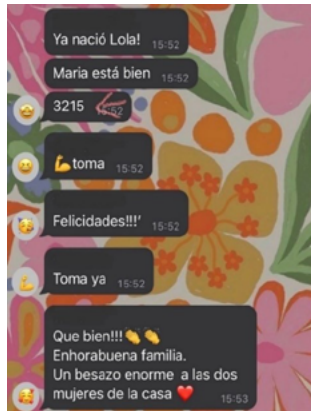 Ya nació Lola! 15:52
Maria está bien 15:52
3215 15:52
💪toma 15:52
Felicidades!!!’ 15:52
Toma ya 15:52
Que bien!!!👏👏
Enhorabuena familia.
Un besazo enorme a las dos
mujeres de la casa ❤️ 15:53